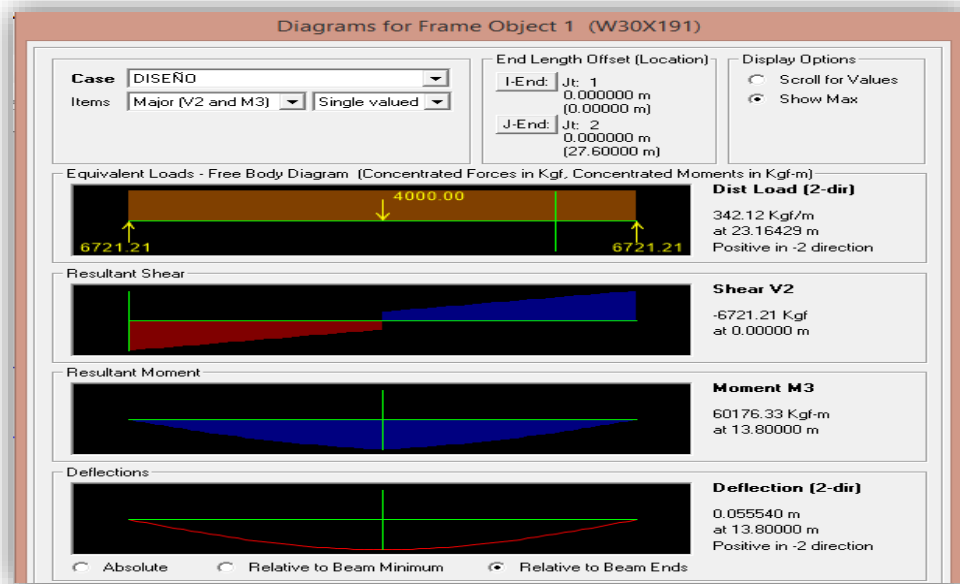 Diagrams for Frame Object 1 (W30X191)
Case DISEÑO
Items Major (V2 and M3) Single valued
End Length Offset (Location)
I-End: Jt: 1
0.000000 m
(0.00000 m)
J-End: Jt: 2
0.000000 m
(27.60000 m)
Display Options
Scroll for Values
Show Max
Equivalent Loads - Free Body Diagram (Concentrated Forces in Kgf, Concentrated Moments in Kgf-m)
4000.00
6721.21 6721.21
Dist Load (2-dir)
342.12 Kgf/m
at 23.16429 m
Positive in -2 direction
Resultant Shear
Shear V2
-6721.21 Kgf
at 0.00000 m
Resultant Moment
Moment M3
60176.33 Kgf-m
at 13.80000 m
Deflections
Deflection (2-dir)
0.055540 m
at 13.80000 m
Positive in -2 direction
Absolute Relative to Beam Minimum Relative to Beam Ends